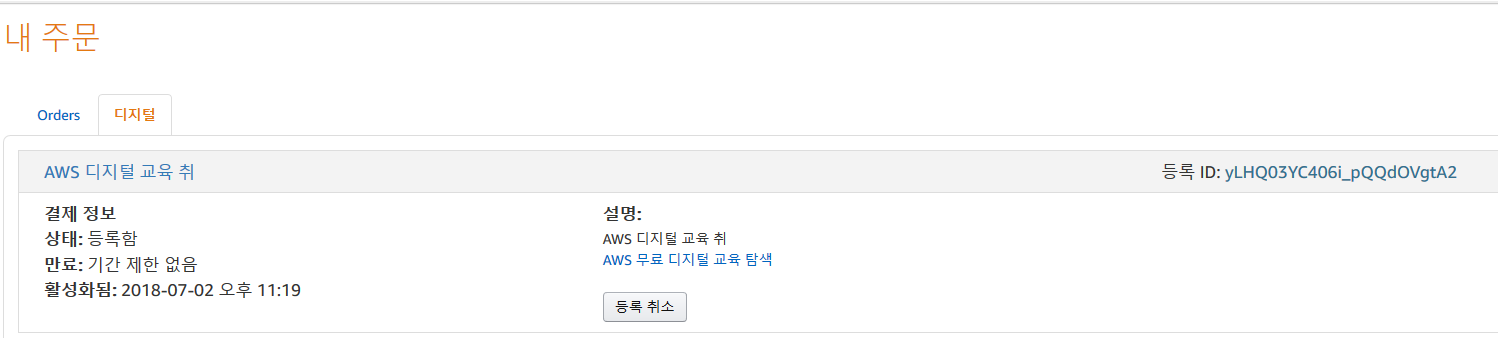 내 주문
Orders 디지털
AWS 디지털 교육 취 등록 ID: yLHQ03YC406i_pQQdOVgtA2
결제 정보
상태: 등록함
만료: 기간 제한 없음
활성화됨: 2018-07-02 오후 11:19
설명:
AWS 디지털 교육 취
AWS 무료 디지털 교육 탐색
등록 취소